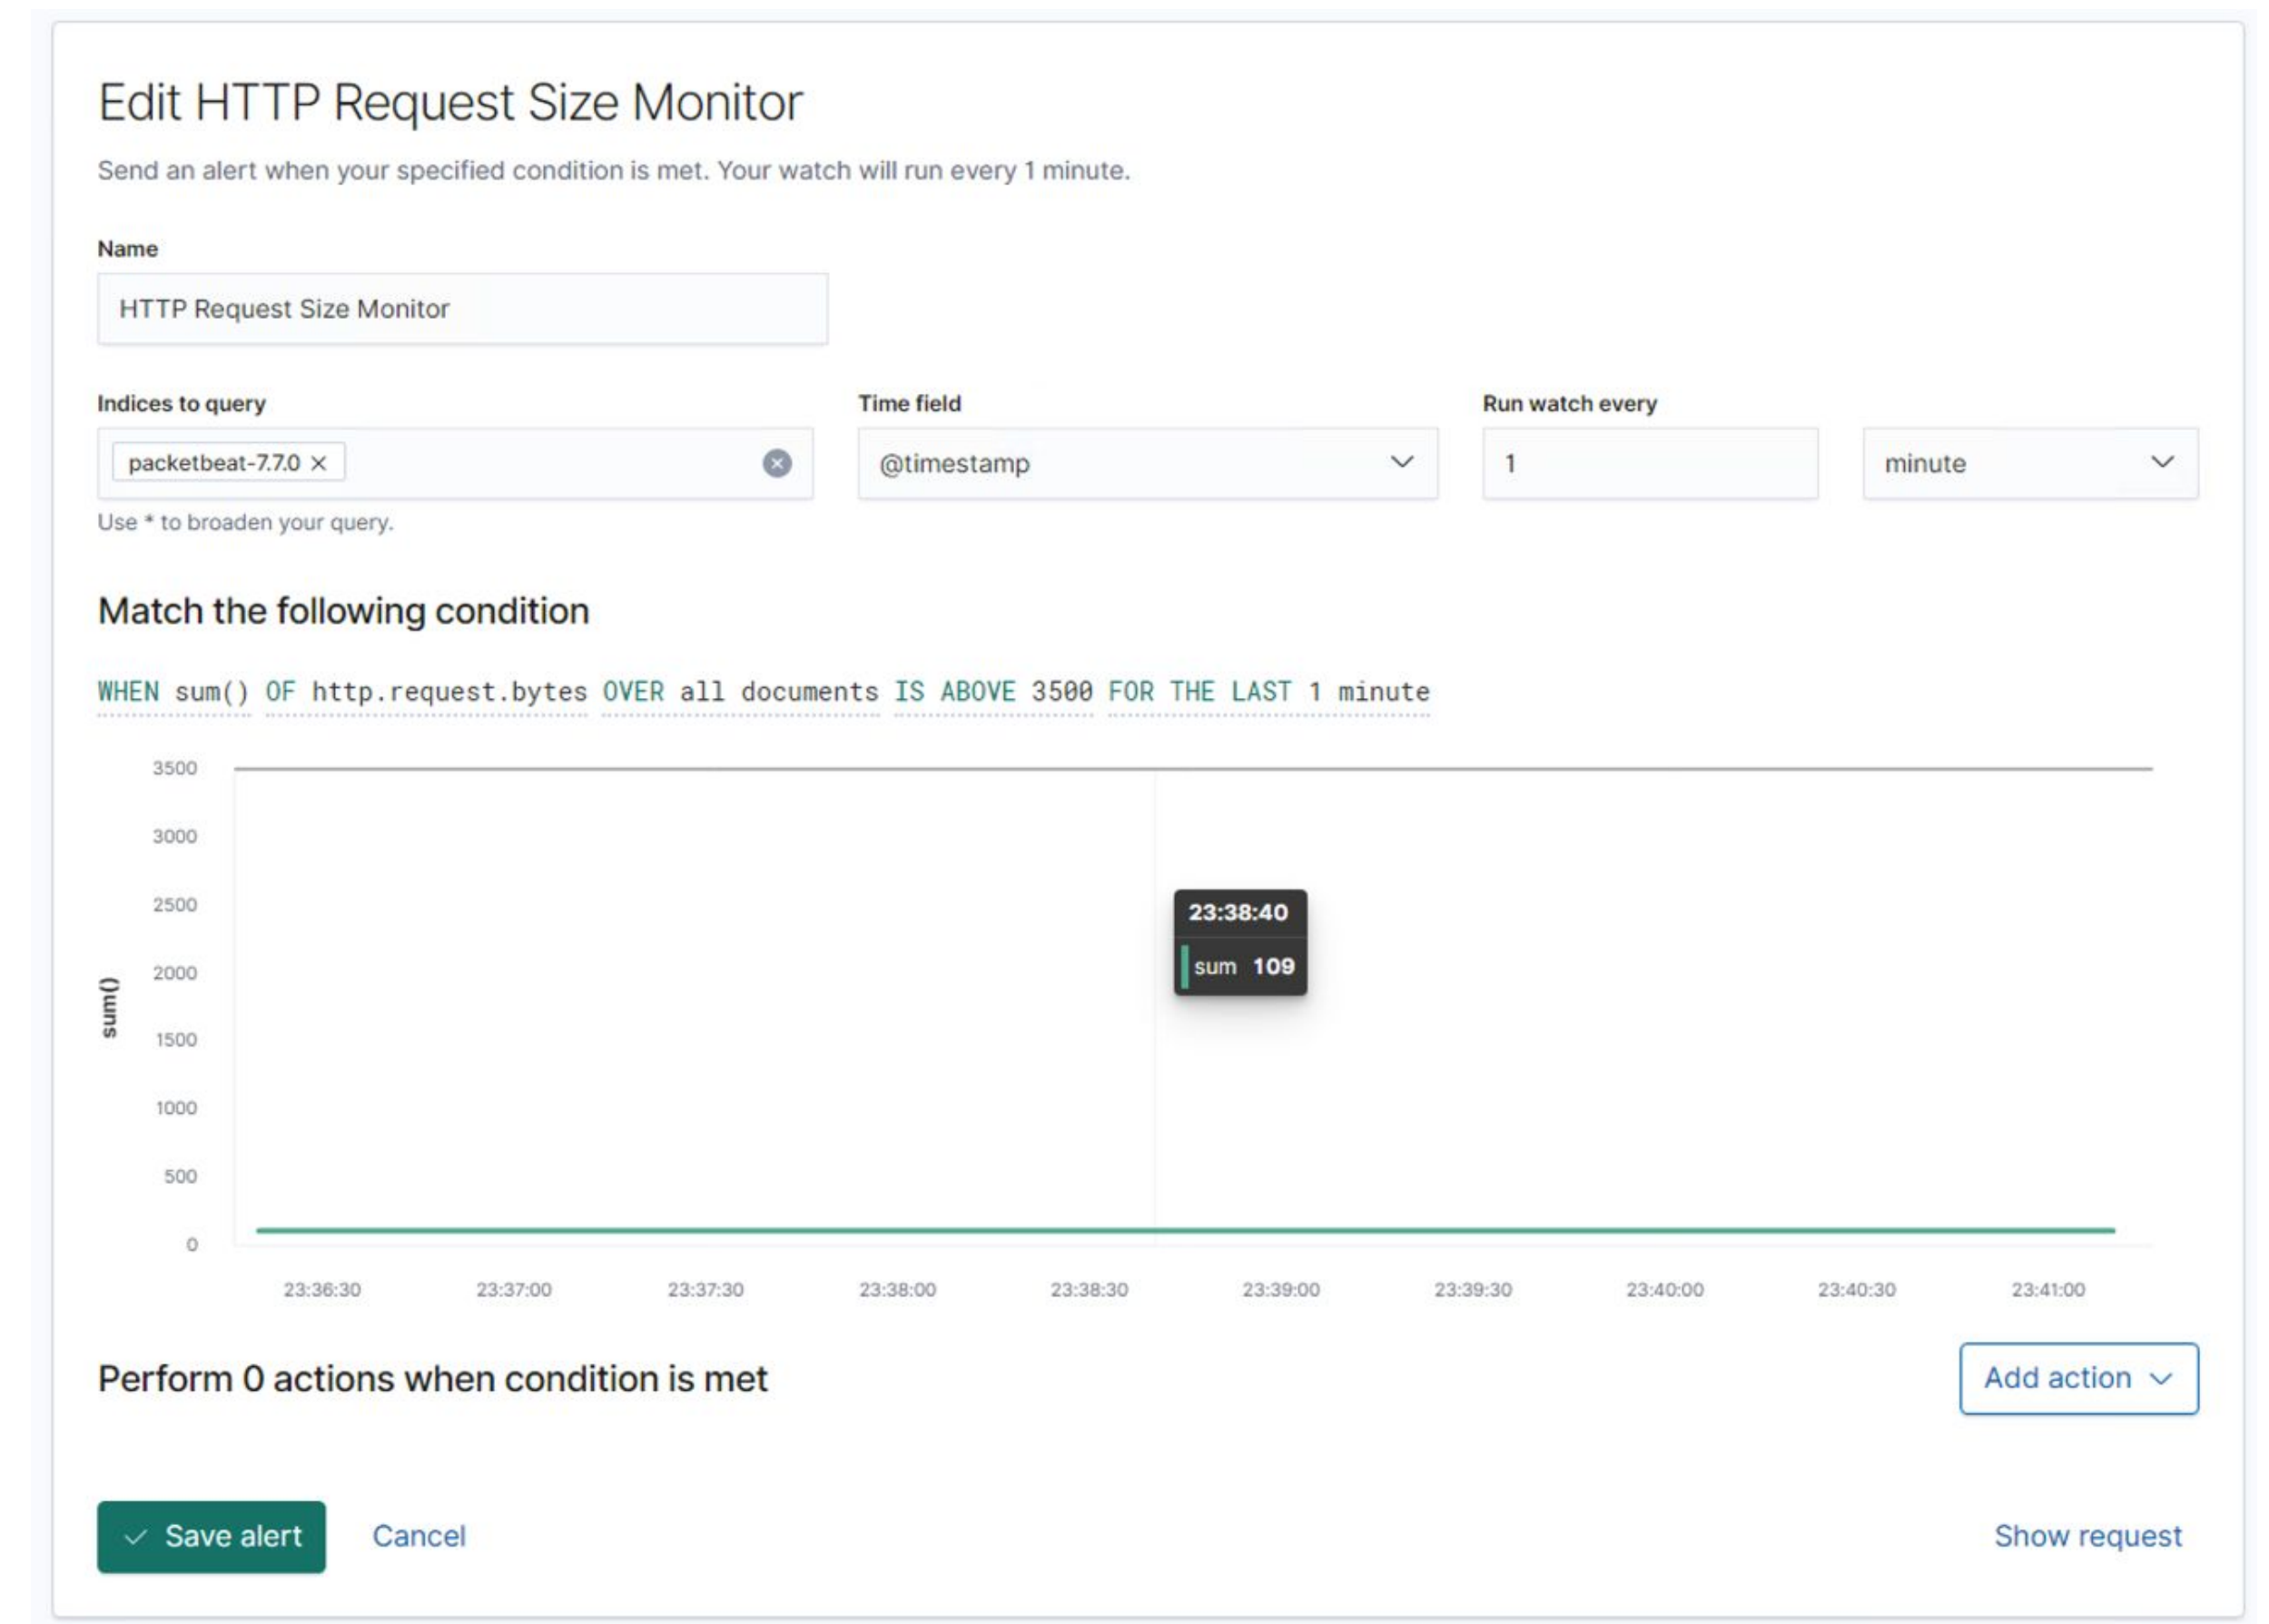 Edit HTTP Request Size Monitor
Send an alert when your specified condition is met. Your watch will run every 1 minute.
Name
HTTP Request Size Monitor
Indices to query
Time field
Run watch every
packetbeat-7.7.0 ×
@timestamp
1
minute
Use * to broaden your query.
Match the following condition
WHEN sum() OF http.request.bytes OVER all documents IS ABOVE 3500 FOR THE LAST 1 minute
3500
3000
2500
2000
1500
1000
500
0
sum()
23:38:40
sum 109
23:36:30 23:37:00 23:37:30 23:38:00 23:38:30 23:39:00 23:39:30 23:40:00 23:40:30 23:41:00
Perform 0 actions when condition is met
Add action
Save alert
Cancel
Show request